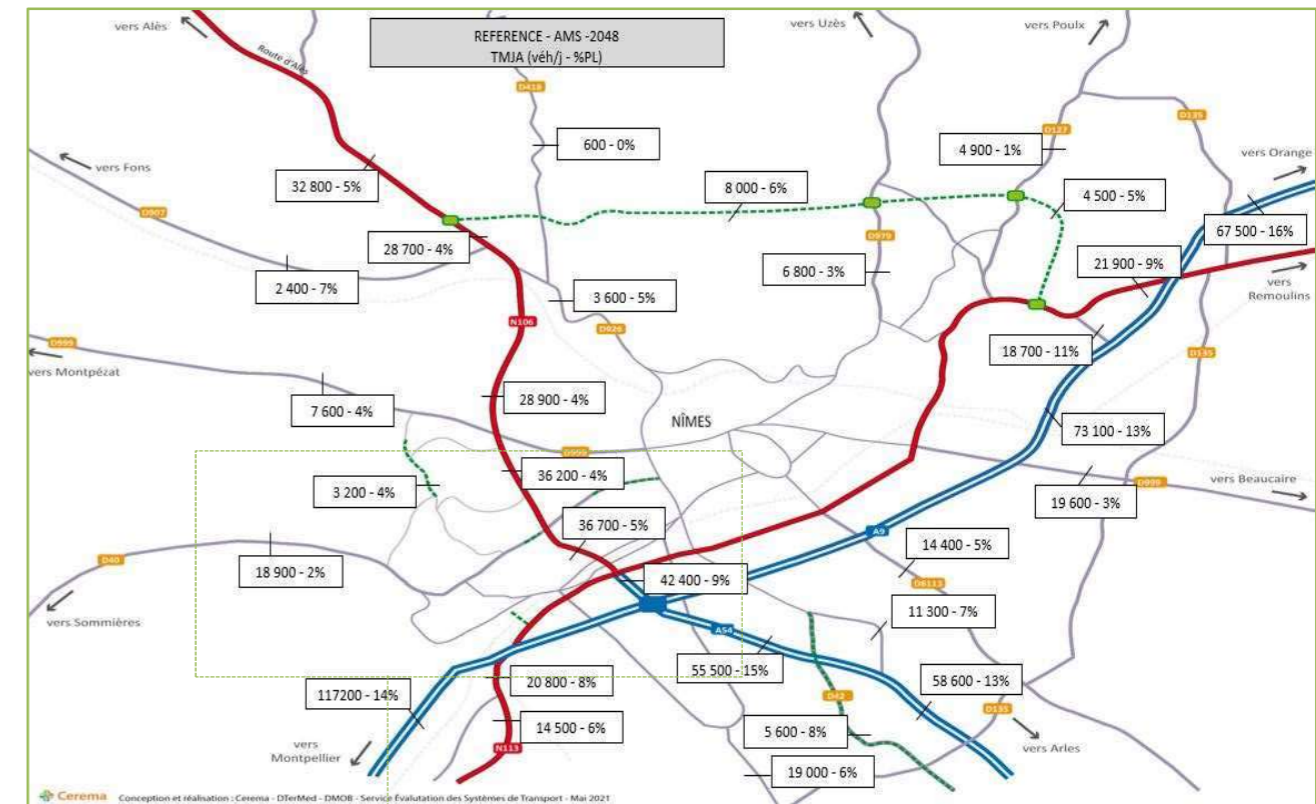 REFERENCE - AMS -2048
TMJA (véh/j - %PL)
vers Alès
Route d'Alès
vers Uzès
vers Poulx
D418
D127
D135
600 - 0%
4 900 - 1%
vers Orange
vers Fons
32 800 - 5%
8 000 - 6%
4 500 - 5%
67 500 - 16%
D907
28 700 - 4%
D979
21 900 - 9%
6 800 - 3%
vers
Remoulins
2 400 - 7%
3 600 - 5%
N106
D926
D999
vers Montpézat
18 700 - 11%
D135
7 600 - 4%
28 900 - 4%
NÎMES
73 100 - 13%
D999
36 200 - 4%
3 200 - 4%
D999
vers Beaucaire
19 600 - 3%
36 700 - 5%
A9
14 400 - 5%
D40
18 900 - 2%
42 400 - 9%
D6113
11 300 - 7%
vers Sommières
A54
55 500 - 15%
58 600 - 13%
20 800 - 8%
117200 - 14%
D42
14 500 - 6%
5 600 - 8%
D135
N113
vers
Montpellier
vers Arles
19 000 - 6%
Cerema Conception et réalisation : Cerema - DTerMed - DMOB - Service Évalutation des Systèmes de Transport - Mai 2021